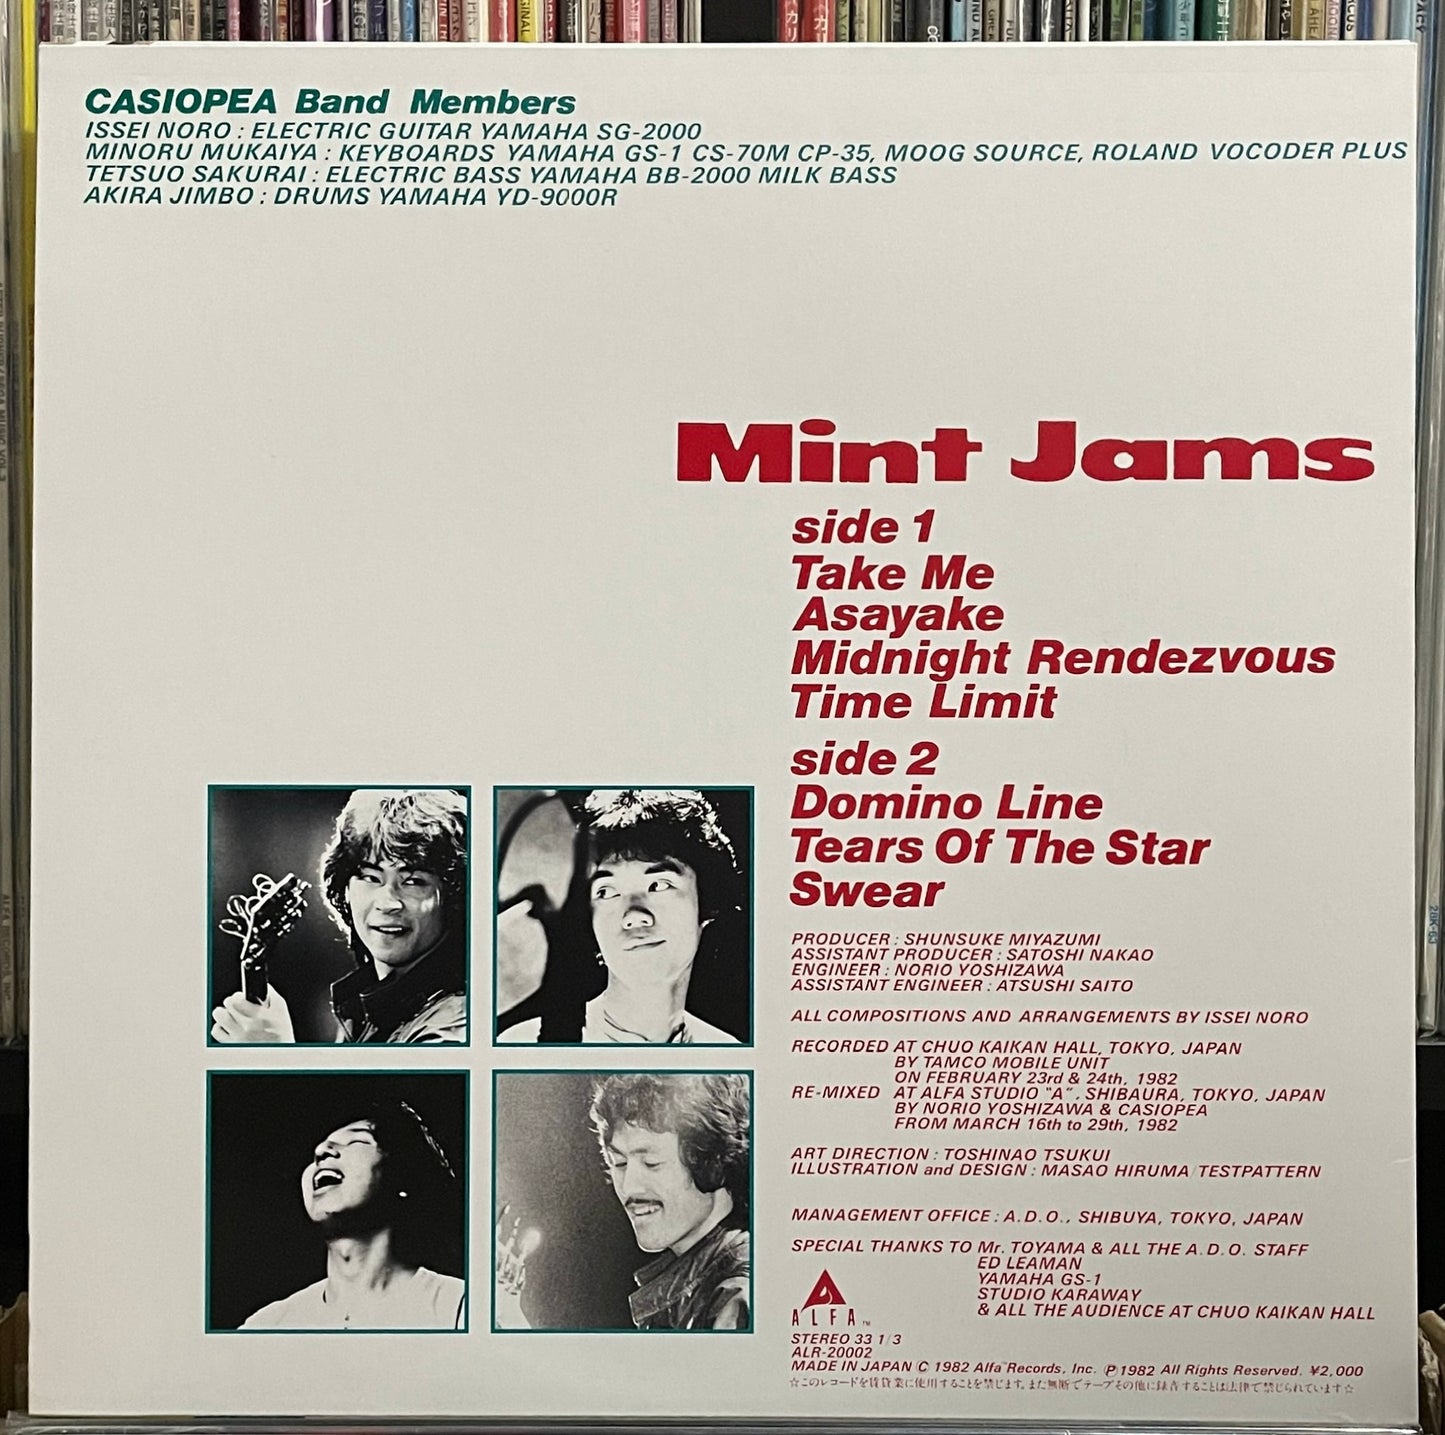 CASIOPEA Band Members
ISSEI NORO : ELECTRIC GUITAR YAMAHA SG-2000
MINORU MUKAIYA : KEYBOARDS YAMAHA GS-1 CS-70M CP-35, MOOG SOURCE, ROLAND VOCODER PLUS
TETSUO SAKURAI : ELECTRIC BASS YAMAHA BB-2000 MILK BASS
AKIRA JIMBO : DRUMS YAMAHA YD-9000R
Mint Jams
side 1
Take Me
Asayake
Midnight Rendezvous
Time Limit
side 2
Domino Line
Tears Of The Star
Swear
PRODUCER : SHUNSUKE MIYAZUMI
ASSISTANT PRODUCER : SATOSHI NAKAO
ENGINEER : NORIO YOSHIZAWA
ASSISTANT ENGINEER : ATSUSHI SAITO
ALL COMPOSITIONS AND ARRANGEMENTS BY ISSEI NORO
RECORDED AT CHUO KAIKAN HALL, TOKYO, JAPAN
BY TAMCO MOBILE UNIT
ON FEBRUARY 23rd & 24th, 1982
RE-MIXED AT ALFA STUDIO "A", SHIBAURA, TOKYO, JAPAN
BY NORIO YOSHIZAWA & CASIOPEA
FROM MARCH 16th to 29th, 1982
ART DIRECTION : TOSHINAO TSUKUI
ILLUSTRATION and DESIGN : MASAO HIRUMA/TESTPATTERN
MANAGEMENT OFFICE : A.D.O., SHIBUYA, TOKYO, JAPAN
SPECIAL THANKS TO Mr. TOYAMA & ALL THE A.D.O. STAFF
ED LEAMAN
YAMAHA GS-1
STUDIO KARAWAY
& ALL THE AUDIENCE AT CHUO KAIKAN HALL
ALFA™
STEREO 33 1/3
ALR-20002
MADE IN JAPAN Ⓒ 1982 Alfa™Records, Inc. Ⓟ1982 All Rights Reserved. ¥2,000
☆このレコードを賃貸業に使用することを禁じます。また無断でテープその他に録音することは法律で禁じられています☆